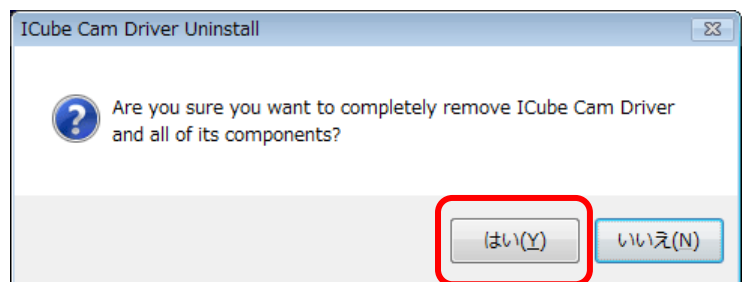 ICube Cam Driver Uninstall
Are you sure you want to completely remove ICube Cam Driver
and all of its components?
はい(Y) いいえ(N)